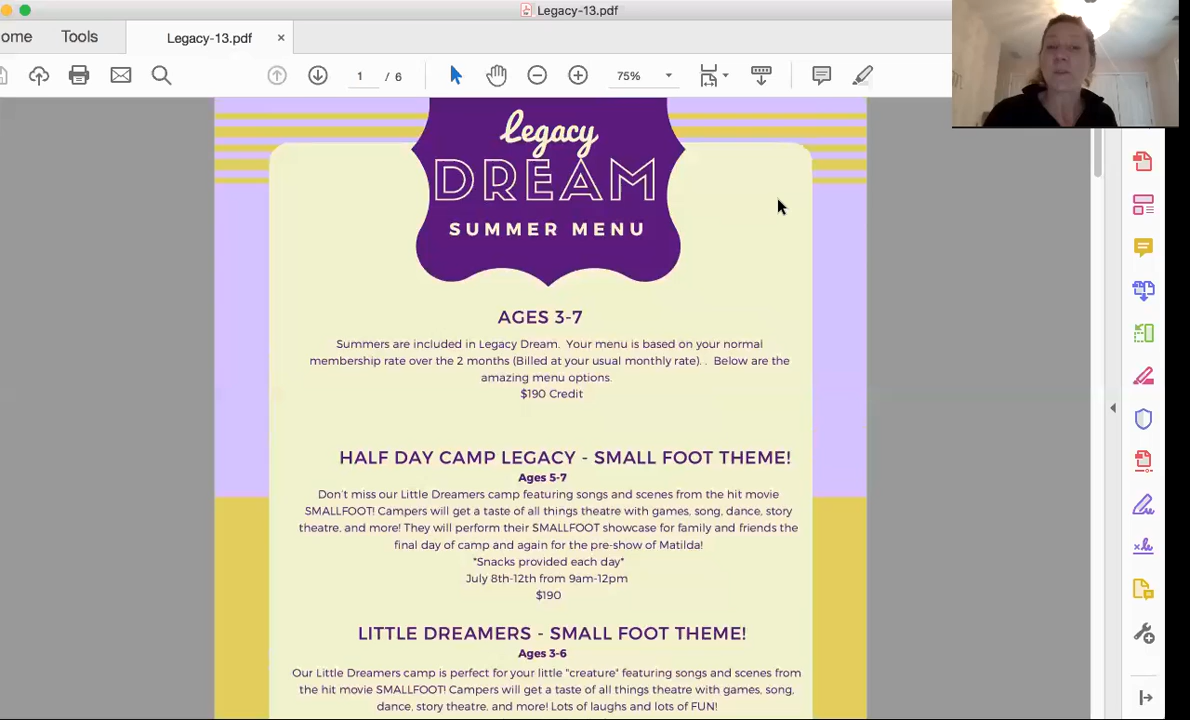 Legacy-13.pdf
ome Tools Legacy-13.pdf ×
1 / 6 75%
Legacy
DREAM
SUMMER MENU
AGES 3-7
Summers are included in Legacy Dream. Your menu is based on your normal
membership rate over the 2 months (Billed at your usual monthly rate). . Below are the
amazing menu options.
$190 Credit
HALF DAY CAMP LEGACY - SMALL FOOT THEME!
Ages 5-7
Don't miss our Little Dreamers camp featuring songs and scenes from the hit movie
SMALLFOOT! Campers will get a taste of all things theatre with games, song, dance, story
theatre, and more! They will perform their SMALLFOOT showcase for family and friends the
final day of camp and again for the pre-show of Matilda!
*Snacks provided each day*
July 8th-12th from 9am-12pm
$190
LITTLE DREAMERS - SMALL FOOT THEME!
Ages 3-6
Our Little Dreamers camp is perfect for your little "creature" featuring songs and scenes from
the hit movie SMALLFOOT! Campers will get a taste of all things theatre with games, song,
dance, story theatre, and more! Lots of laughs and lots of FUN!